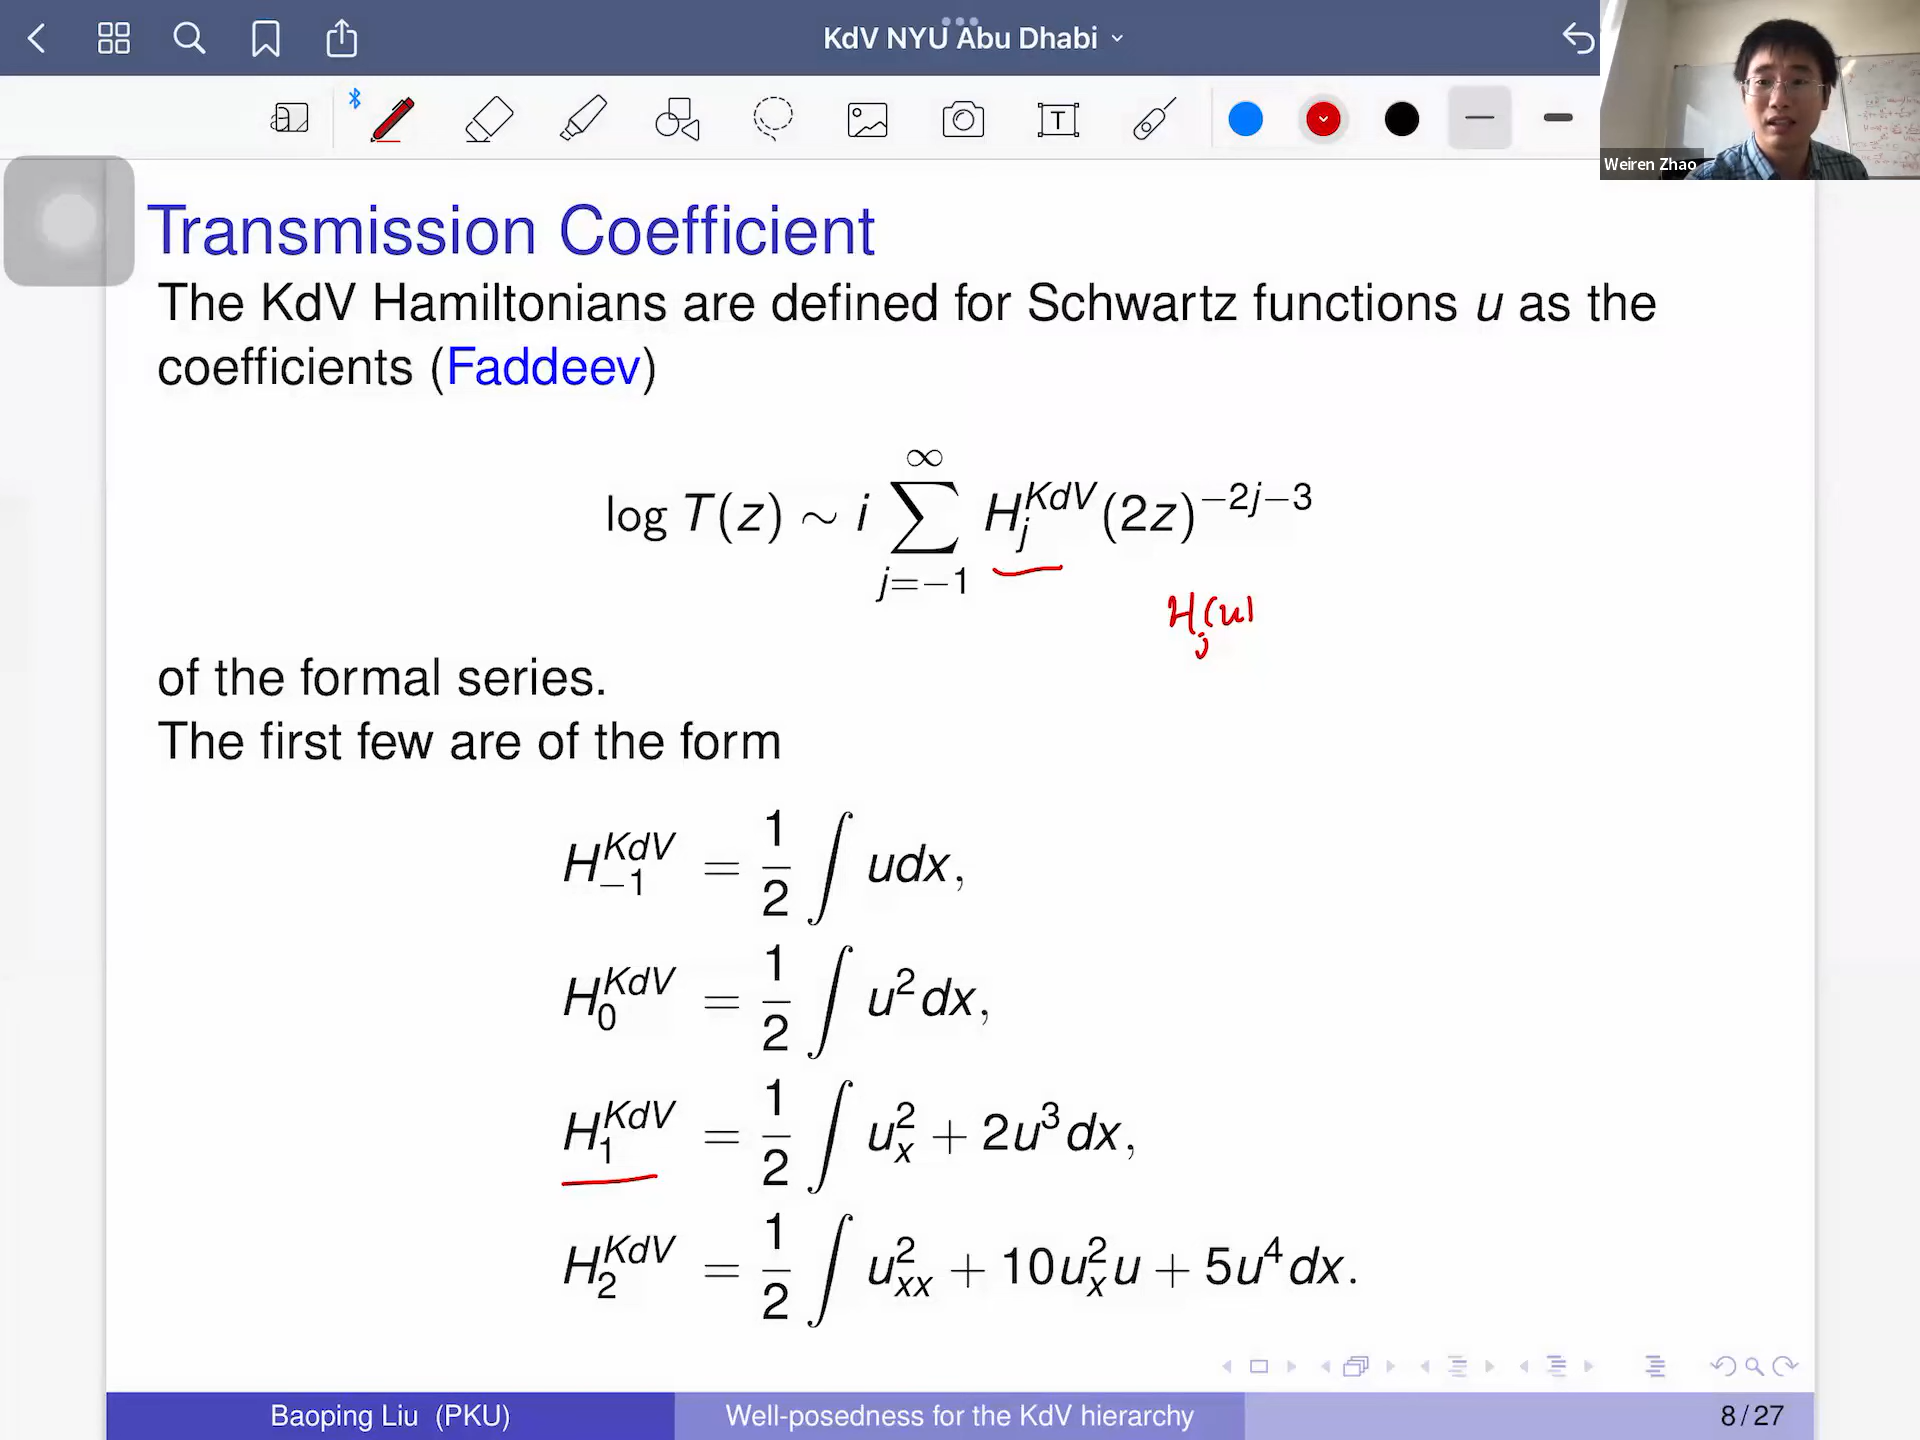 KdV NYU Abu Dhabi
T
Weiren Zhao
Transmission Coefficient
The KdV Hamiltonians are defined for Schwartz functions u as the
coefficients (Faddeev)
log T(z) ∼ i ∑_{j=−1}^{∞} H_j^{KdV}(2z)^{−2j−3}
H_j(u)
of the formal series.
The first few are of the form
H_{−1}^{KdV} = 1/2 ∫ udx,
H_0^{KdV} = 1/2 ∫ u^2 dx,
H_1^{KdV} = 1/2 ∫ u_x^2 + 2u^3 dx,
H_2^{KdV} = 1/2 ∫ u_{xx}^2 + 10u_x^2 u + 5u^4 dx.
Baoping Liu (PKU) Well-posedness for the KdV hierarchy 8 / 27